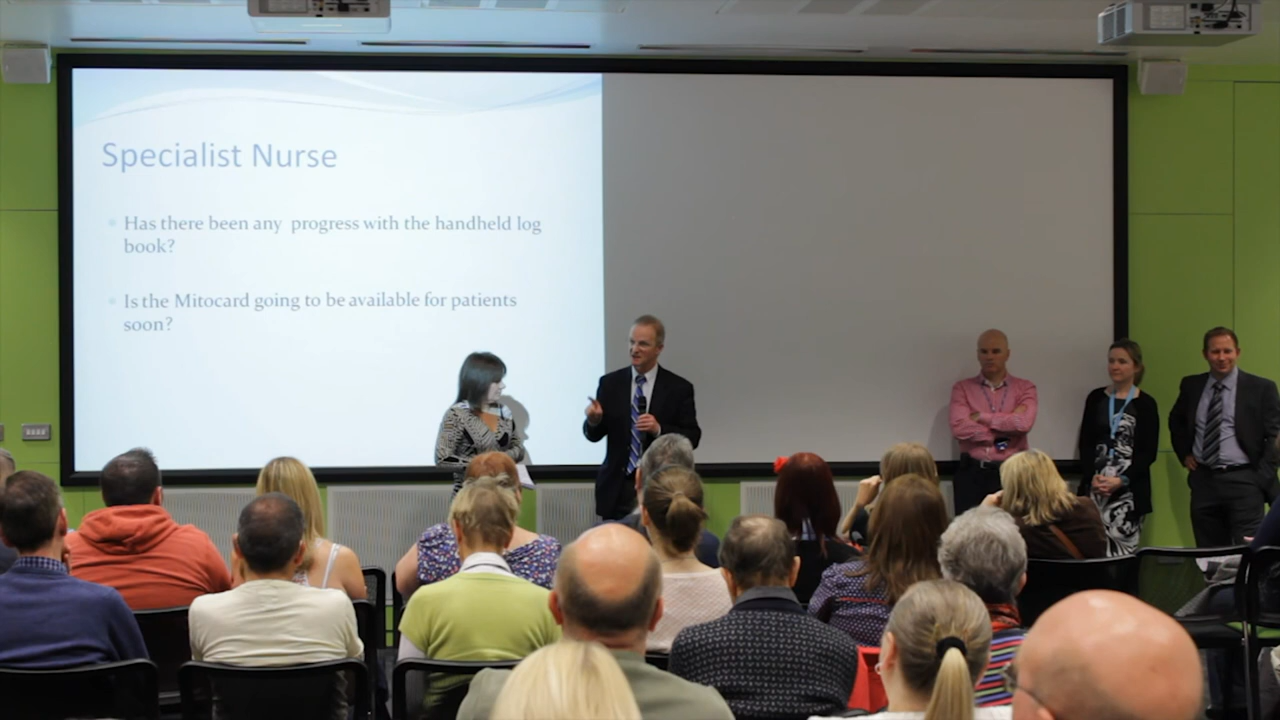 Specialist Nurse
Has there been any progress with the handheld log
book?
Is the Mitocard going to be available for patients
soon?